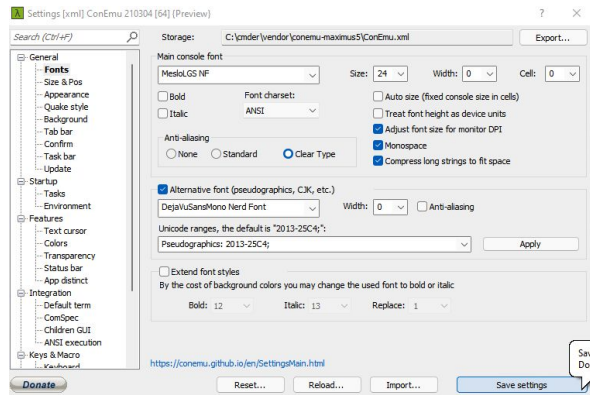 λ Settings [xml] ConEmu 210304 [64] {Preview} ?
Search (Ctrl+F)
Storage: C:\cmder\vendor\conemu-maximus5\ConEmu.xml Export...
General
Fonts
Size & Pos
Appearance
Quake style
Background
Tab bar
Confirm
Task bar
Update
Startup
Tasks
Environment
Features
Text cursor
Colors
Transparency
Status bar
App distinct
Integration
Default term
ComSpec
Children GUI
ANSI execution
Keys & Macro
Keyboard
Main console font
MesloLGS NF Size: 24 Width: 0 Cell: 0
Bold Font charset: Auto size (fixed console size in cells)
Italic ANSI Treat font height as device units
Adjust font size for monitor DPI
Anti-aliasing Monospace
None Standard Clear Type Compress long strings to fit space
Alternative font (pseudographics, CJK, etc.)
DejaVuSansMono Nerd Font Width: 0 Anti-aliasing
Unicode ranges, the default is "2013-25C4;":
Pseudographics: 2013-25C4; Apply
Extend font styles
By the cost of background colors you may change the used font to bold or italic
Bold: 12 Italic: 13 Replace: 1
https://conemu.github.io/en/SettingsMain.html
Donate Reset... Reload... Import... Save settings